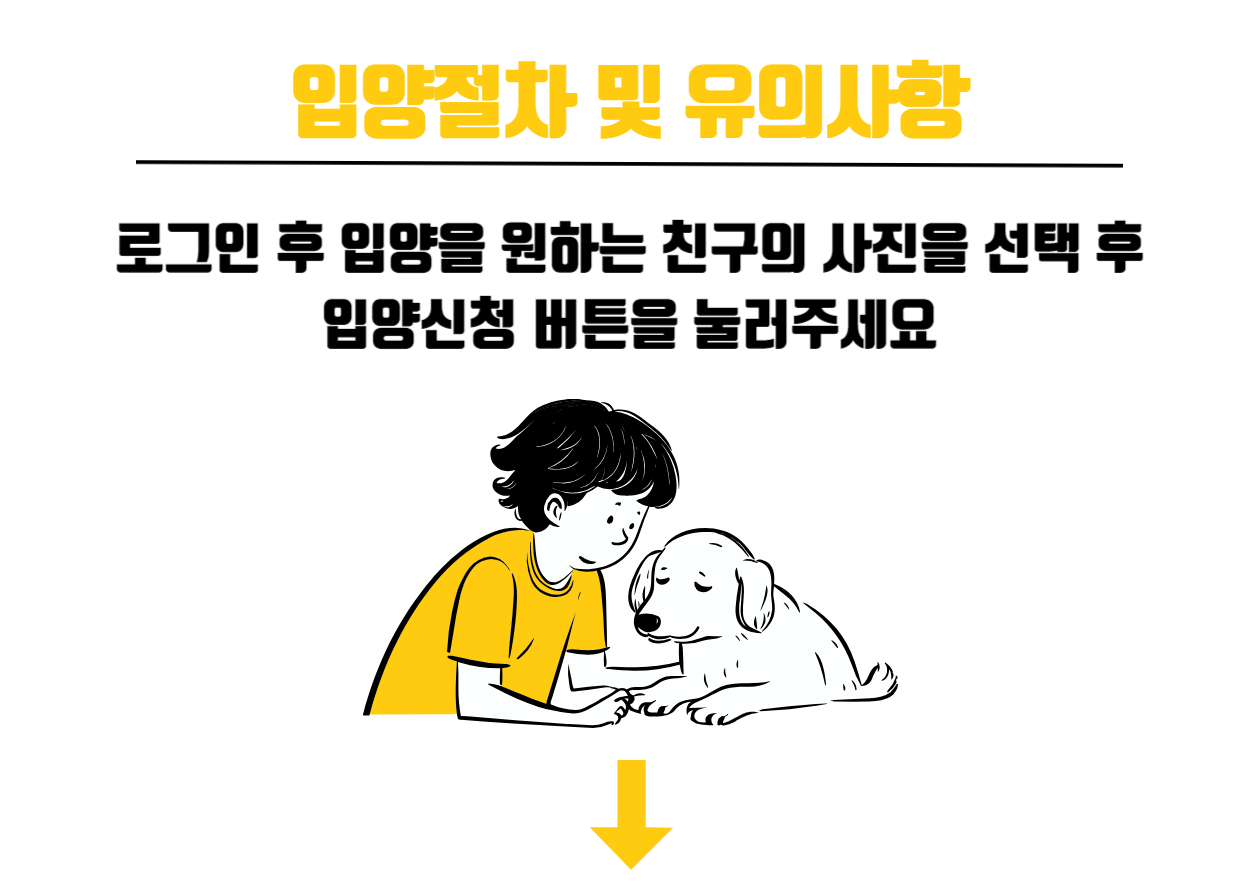 입양절차 및 유의사항
로그인 후 입양을 원하는 친구의 사진을 선택 후
입양신청 버튼을 눌러주세요